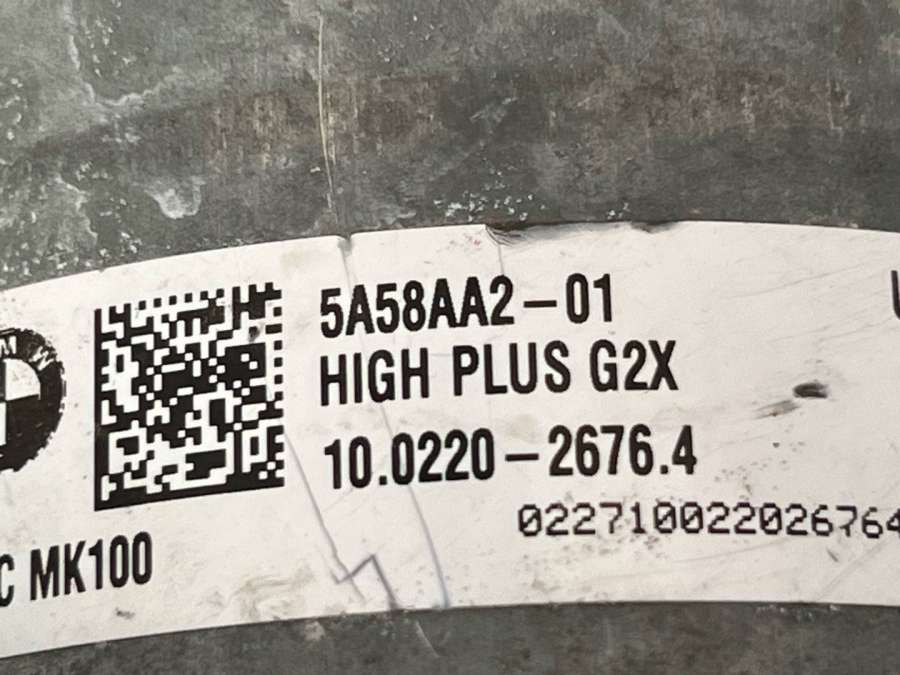 5A58AA2-01
HIGH PLUS G2X
10.0220-2676.4
022710022026764
C MK100